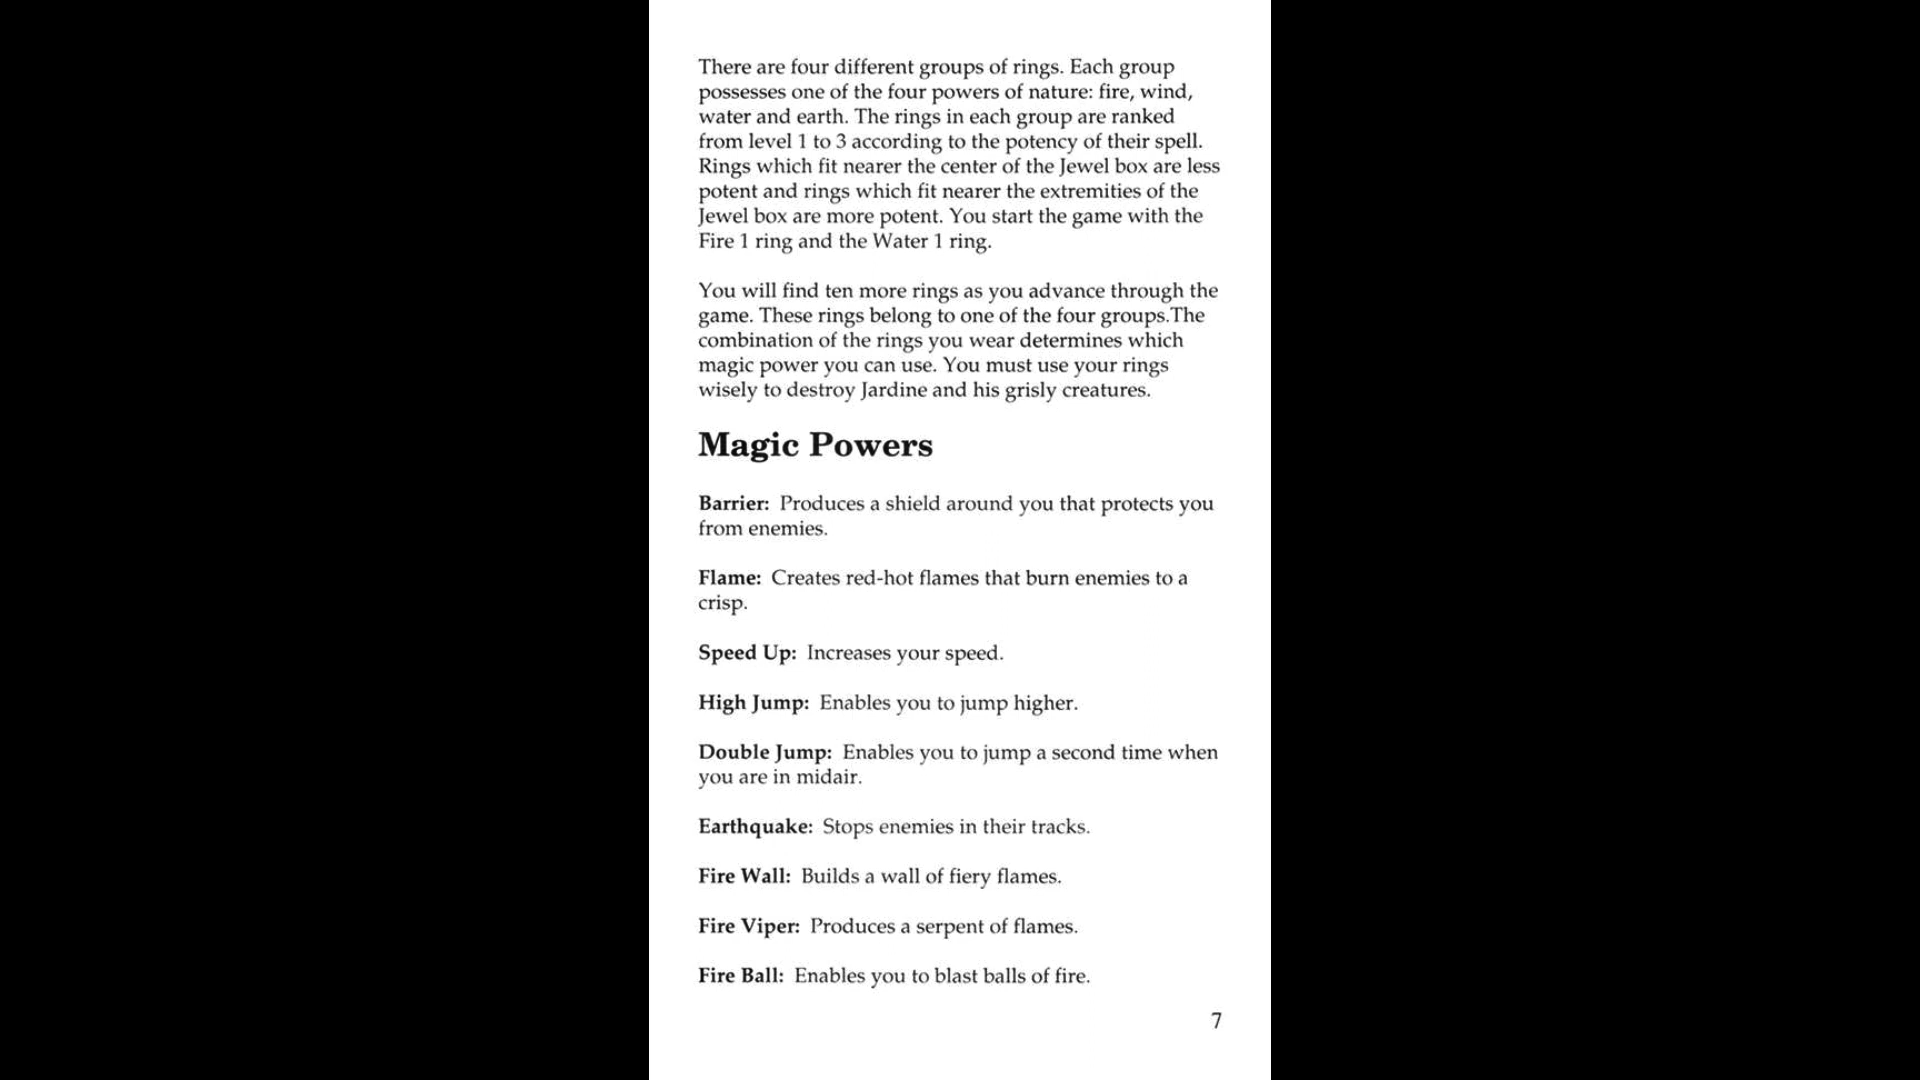 There are four different groups of rings. Each group
possesses one of the four powers of nature: fire, wind,
water and earth. The rings in each group are ranked
from level 1 to 3 according to the potency of their spell.
Rings which fit nearer the center of the Jewel box are less
potent and rings which fit nearer the extremities of the
Jewel box are more potent. You start the game with the
Fire 1 ring and the Water 1 ring.
You will find ten more rings as you advance through the
game. These rings belong to one of the four groups.The
combination of the rings you wear determines which
magic power you can use. You must use your rings
wisely to destroy Jardine and his grisly creatures.
Magic Powers
Barrier: Produces a shield around you that protects you
from enemies.
Flame: Creates red-hot flames that burn enemies to a
crisp.
Speed Up: Increases your speed.
High Jump: Enables you to jump higher.
Double Jump: Enables you to jump a second time when
you are in midair.
Earthquake: Stops enemies in their tracks.
Fire Wall: Builds a wall of fiery flames.
Fire Viper: Produces a serpent of flames.
Fire Ball: Enables you to blast balls of fire.
7